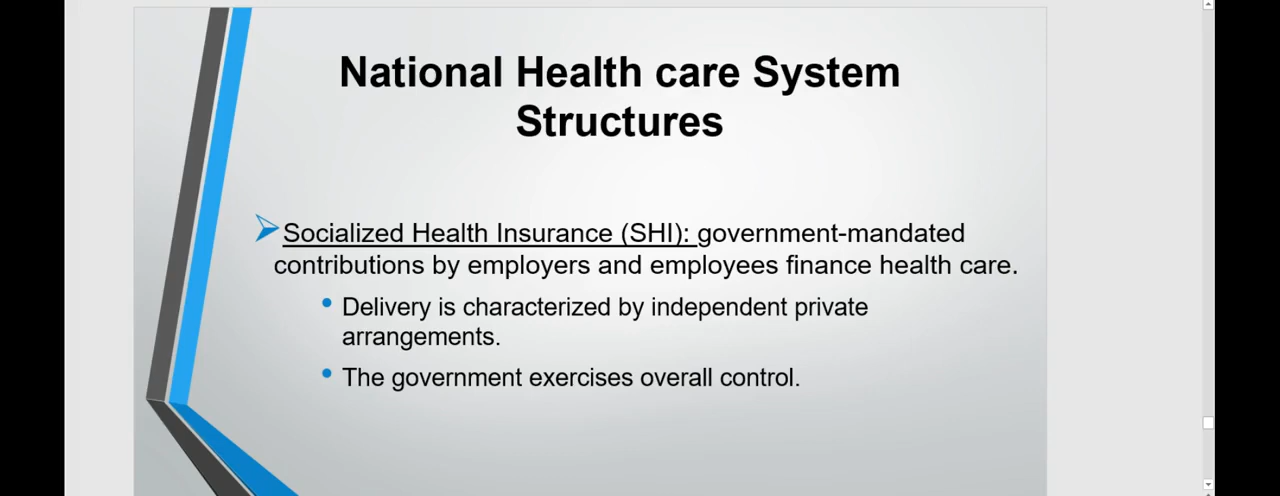 National Health care System
Structures
Socialized Health Insurance (SHI): government-mandated
contributions by employers and employees finance health care.
Delivery is characterized by independent private
arrangements.
The government exercises overall control.